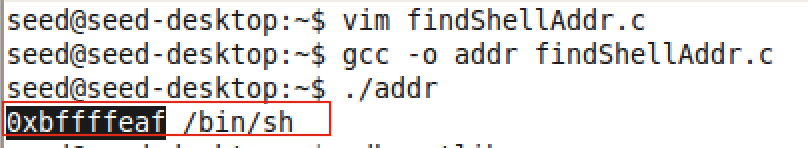 seed@seed-desktop:~$ vim findShellAddr.c
seed@seed-desktop:~$ gcc -o addr findShellAddr.c
seed@seed-desktop:~$ ./addr
0xbffffeaf /bin/sh